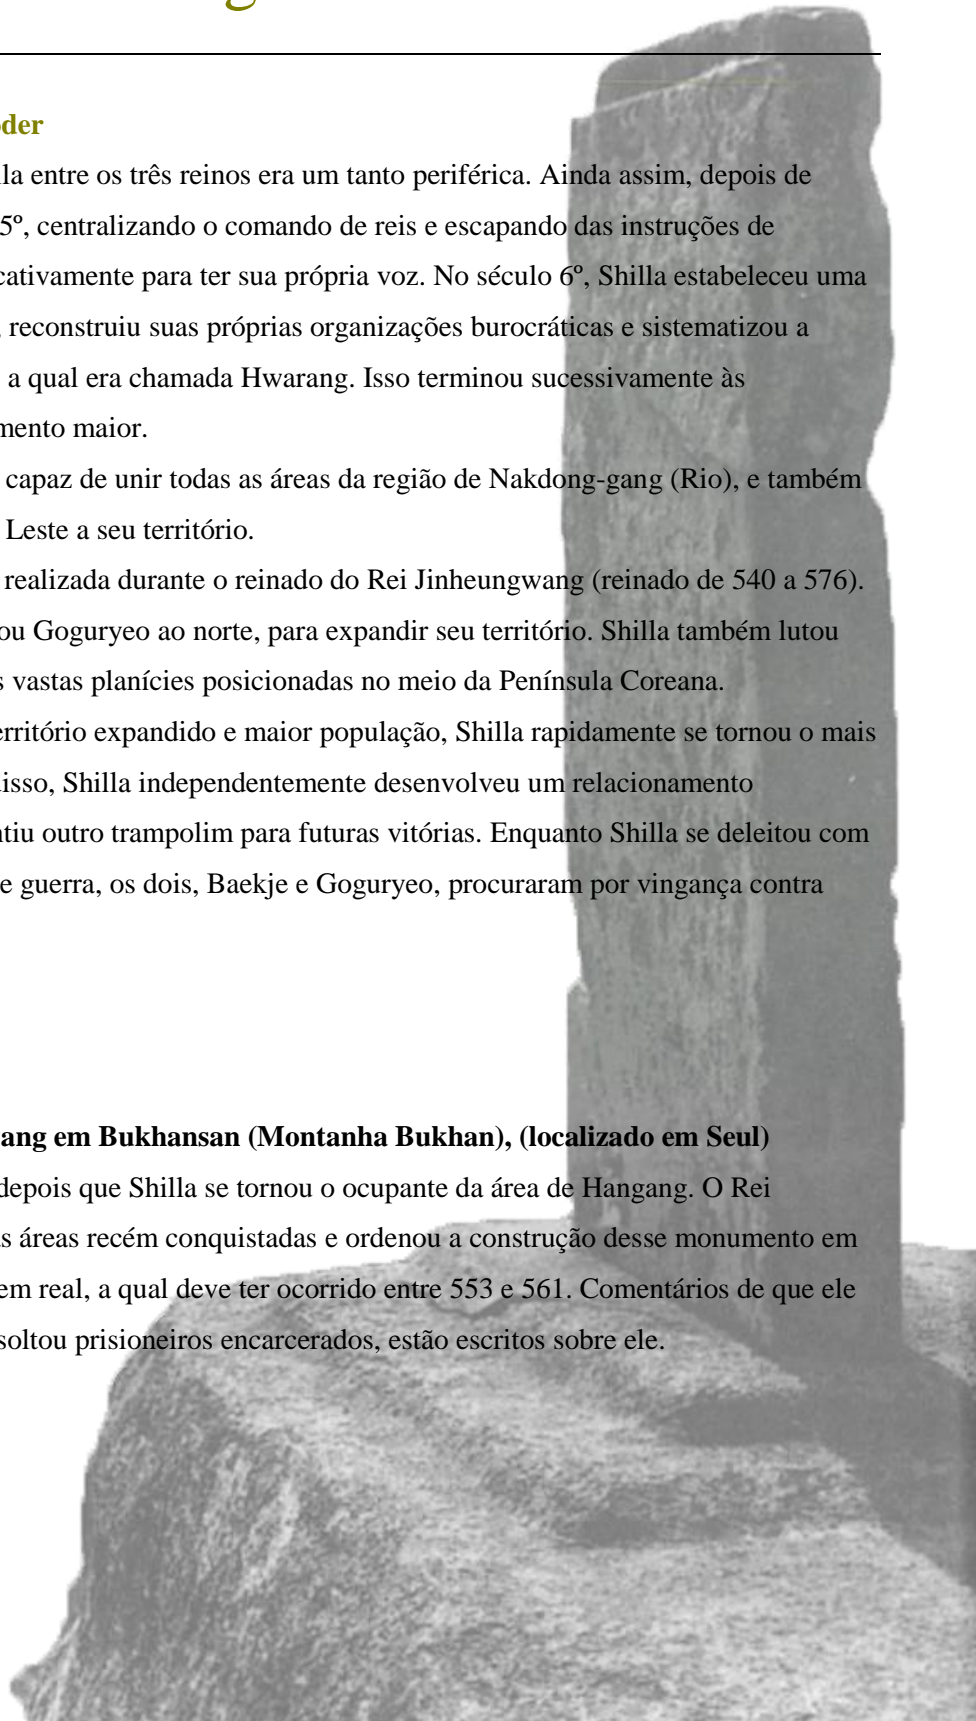 der
la entre os três reinos era um tanto periférica. Ainda assim, depois de
5º, centralizando o comando de reis e escapando das instruções de
cativamente para ter sua própria voz. No século 6º, Shilla estabeleceu uma
, reconstruiu suas próprias organizações burocráticas e sistematizou a
a qual era chamada Hwarang. Isso terminou sucessivamente às
mento maior.
capaz de unir todas as áreas da região de Nakdong-gang (Rio), e também
Leste a seu território.
realizada durante o reinado do Rei Jinheungwang (reinado de 540 a 576).
ou Goguryeo ao norte, para expandir seu território. Shilla também lutou
s vastas planícies posicionadas no meio da Península Coreana.
erritório expandido e maior população, Shilla rapidamente se tornou o mais
isso, Shilla independentemente desenvolveu um relacionamento
ntiu outro trampolim para futuras vitórias. Enquanto Shilla se deleitou com
e guerra, os dois, Baekje e Goguryeo, procuraram por vingança contra
ang em Bukhansan (Montanha Bukhan), (localizado em Seul)
depois que Shilla se tornou o ocupante da área de Hangang. O Rei
as áreas recém conquistadas e ordenou a construção desse monumento em
em real, a qual deve ter ocorrido entre 553 e 561. Comentários de que ele
soltou prisioneiros encarcerados, estão escritos sobre ele.